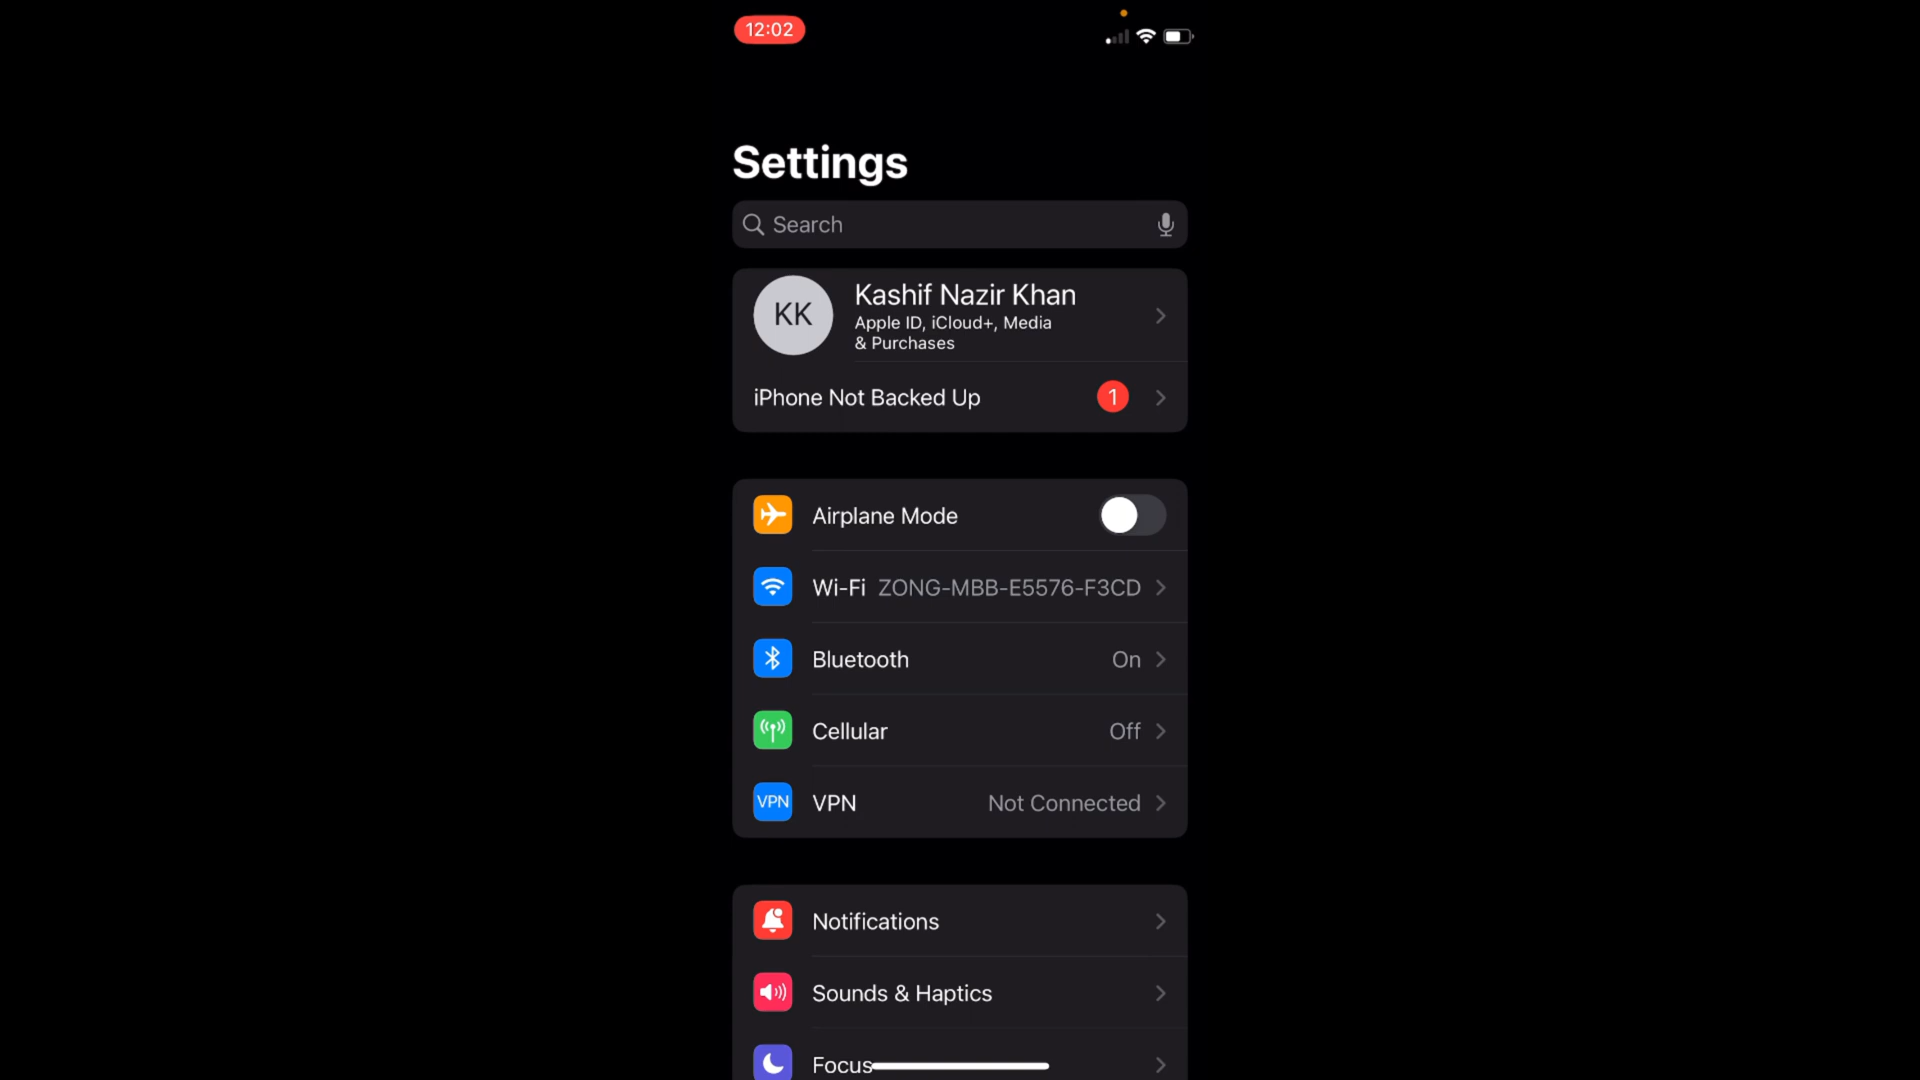 12:02
Settings
Search
KK
Kashif Nazir Khan
Apple ID, iCloud+, Media
& Purchases
iPhone Not Backed Up 1
Airplane Mode
Wi-Fi ZONG-MBB-E5576-F3CD
Bluetooth On
Cellular Off
VPN VPN Not Connected
Notifications
Sounds & Haptics
Focus